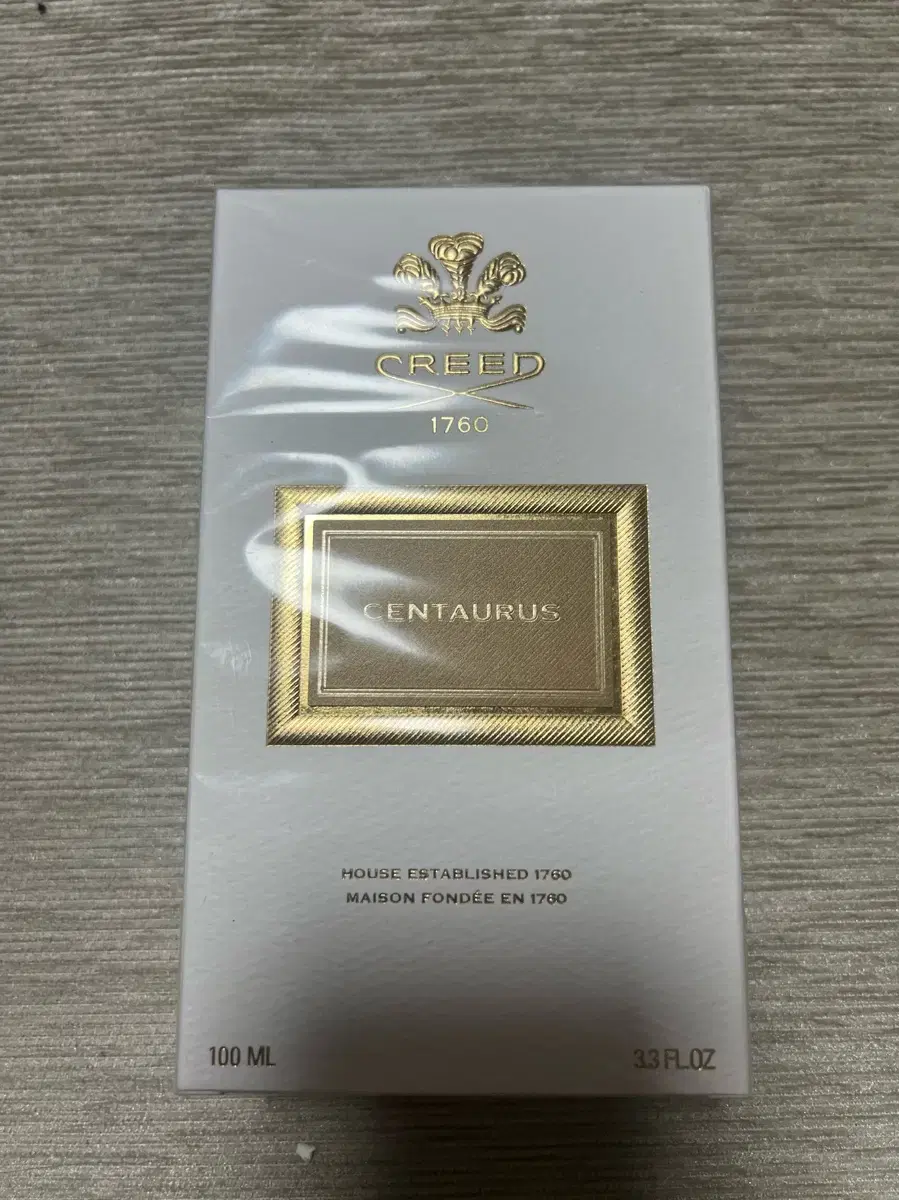 CREED
1760
CENTAURUS
HOUSE ESTABLISHED 1760
MAISON FONDÉE EN 1760
100 ML
3.3 FL.OZ